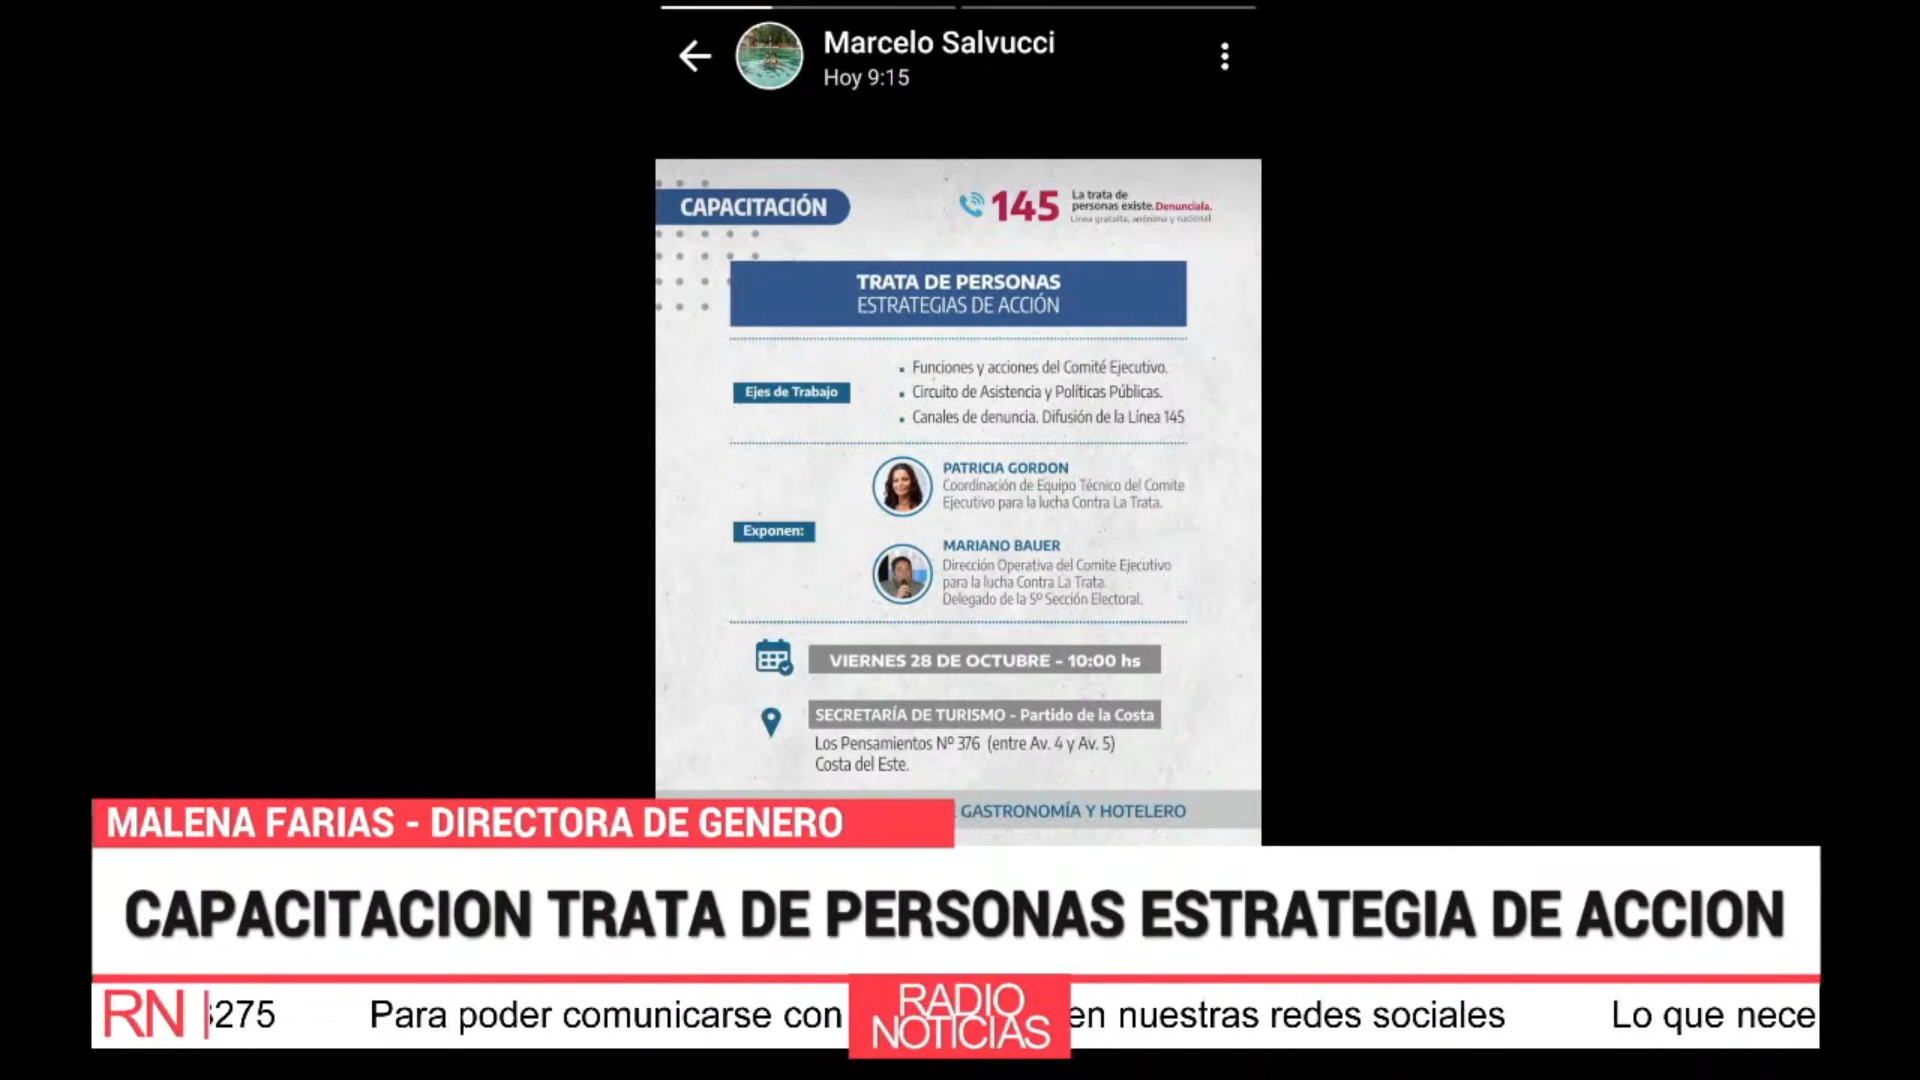 Marcelo Salvucci
Hoy 9:15
CAPACITACIÓN
145
La trata de
personas existe. Denunciala.
Línea gratuita, anónima y nacional
TRATA DE PERSONAS
ESTRATEGIAS DE ACCIÓN
Ejes de Trabajo
Funciones y acciones del Comité Ejecutivo.
Circuito de Asistencia y Políticas Públicas.
Canales de denuncia. Difusión de la Línea 145
Exponen:
PATRICIA GORDON
Coordinación de Equipo Técnico del Comite
Ejecutivo para la lucha Contra La Trata.
MARIANO BAUER
Dirección Operativa del Comite Ejecutivo
para la lucha Contra La Trata.
Delegado de la 5º Sección Electoral.
VIERNES 28 DE OCTUBRE - 10:00 hs
SECRETARÍA DE TURISMO - Partido de la Costa
Los Pensamientos Nº 376 (entre Av. 4 y Av. 5)
Costa del Este.
GASTRONOMÍA Y HOTELERO
MALENA FARIAS - DIRECTORA DE GENERO
CAPACITACION TRATA DE PERSONAS ESTRATEGIA DE ACCION
RN
275 Para poder comunicarse con
RADIO
NOTICIAS
en nuestras redes sociales Lo que nece